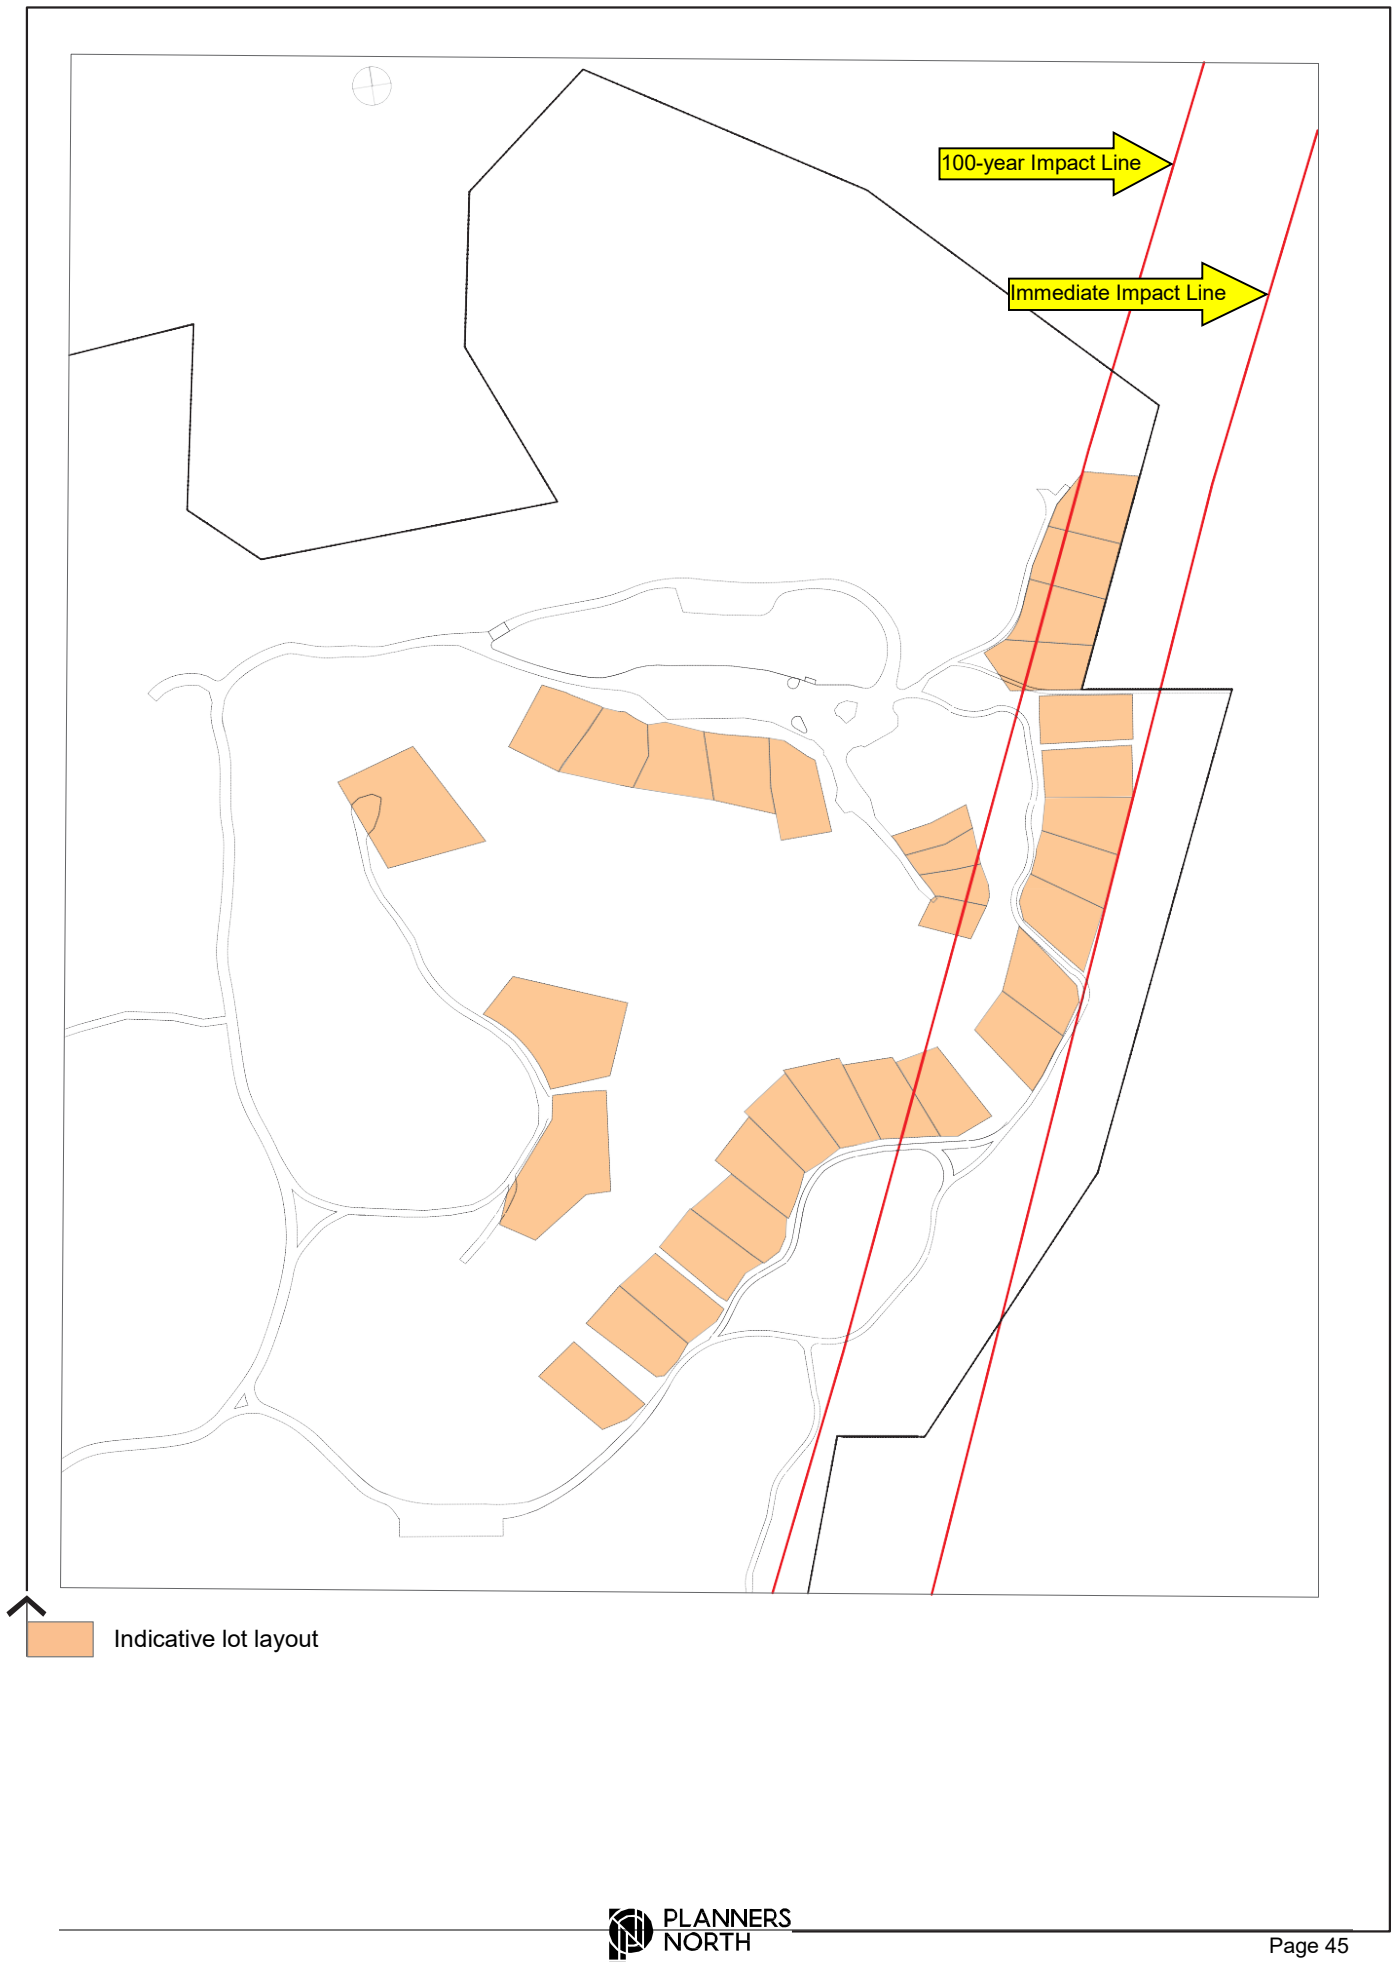 100-year Impact Line
Immediate Impact Line
Indicative lot layout
PLANNERS
NORTH
Page 45